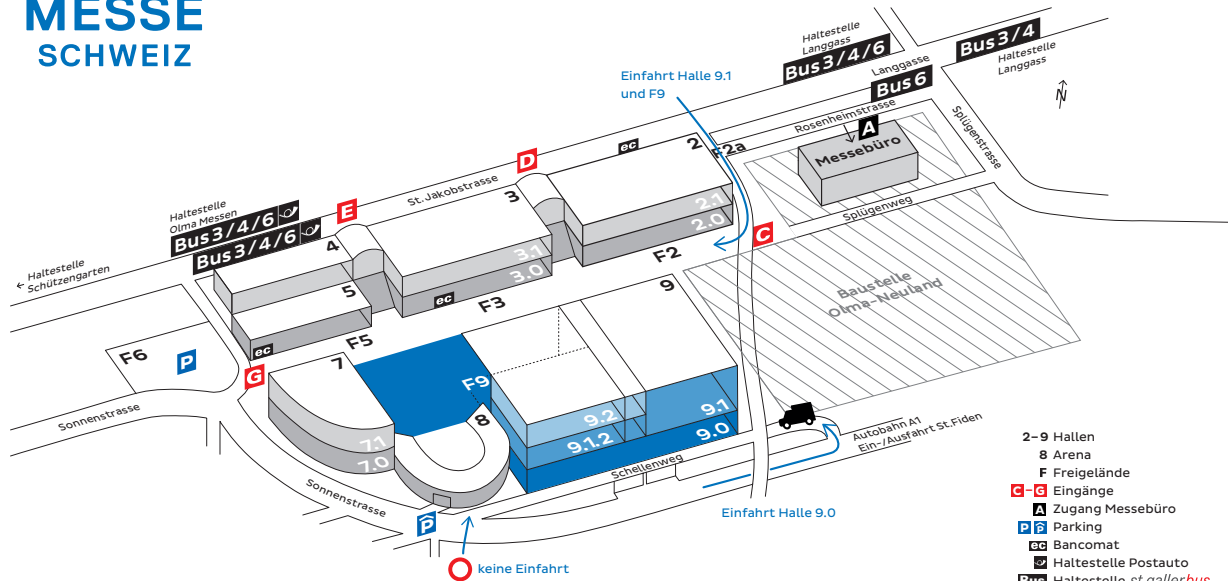 MESSE
SCHWEIZ
Haltestelle
Langgass
Bus 3/4/6
Bus 3/4
Haltestelle
Langgass
Langgasse
Bus 6
Einfahrt Halle 9.1
und F9
N
Rosenheimstrasse
Splügenstrasse
A
Messebüro
F2a
2
ec
D
St. Jakobstrasse
3
2.1
2.0
Splügenweg
C
E
Haltestelle
Olma Messen
Bus 3/4/6
Bus 3/4/6
4
3.1
3.0
F2
← Haltestelle
Schützengarten
5
ec
F3
9
Baustelle
Olma-Neuland
F5
ec
F6
P
7
G
F9
9.2
9.1
9.1.2
9.0
8
7.1
7.0
Sonnenstrasse
Sonnenstrasse
Schellenweg
Autobahn A1
Ein-/Ausfahrt St.Fiden
Einfahrt Halle 9.0
P
keine Einfahrt
2–9 Hallen
8 Arena
F Freigelände
C–G Eingänge
A Zugang Messebüro
P P Parking
ec Bancomat
Haltestelle Postauto
Bus Haltestelle st.gallerbus